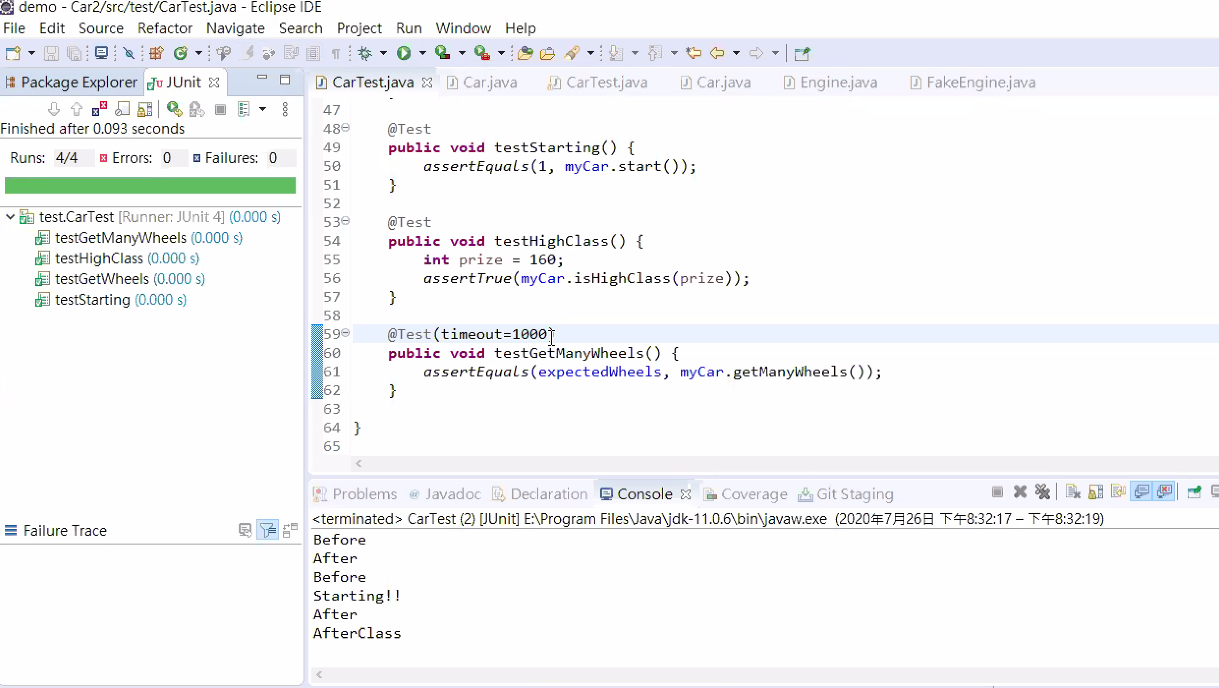 demo - Car2/src/test/CarTest.java - Eclipse IDE
File Edit Source Refactor Navigate Search Project Run Window Help
Package Explorer JUnit
Finished after 0.093 seconds
Runs: 4/4 Errors: 0 Failures: 0
test.CarTest [Runner: JUnit 4] (0.000 s)
testGetManyWheels (0.000 s)
testHighClass (0.000 s)
testGetWheels (0.000 s)
testStarting (0.000 s)
Failure Trace
CarTest.java Car.java CarTest.java Car.java Engine.java FakeEngine.java
47
48 @Test
49 public void testStarting() {
50 assertEquals(1, myCar.start());
51 }
52
53 @Test
54 public void testHighClass() {
55 int prize = 160;
56 assertTrue(myCar.isHighClass(prize));
57 }
58
59 @Test(timeout=1000)
60 public void testGetManyWheels() {
61 assertEquals(expectedWheels, myCar.getManyWheels());
62 }
63
64 }
65
Problems @ Javadoc Declaration Console Coverage Git Staging
<terminated> CarTest (2) [JUnit] E:\Program Files\Java\jdk-11.0.6\bin\javaw.exe (2020年7月26日 下午8:32:17 – 下午8:32:19)
Before
After
Before
Starting!!
After
AfterClass